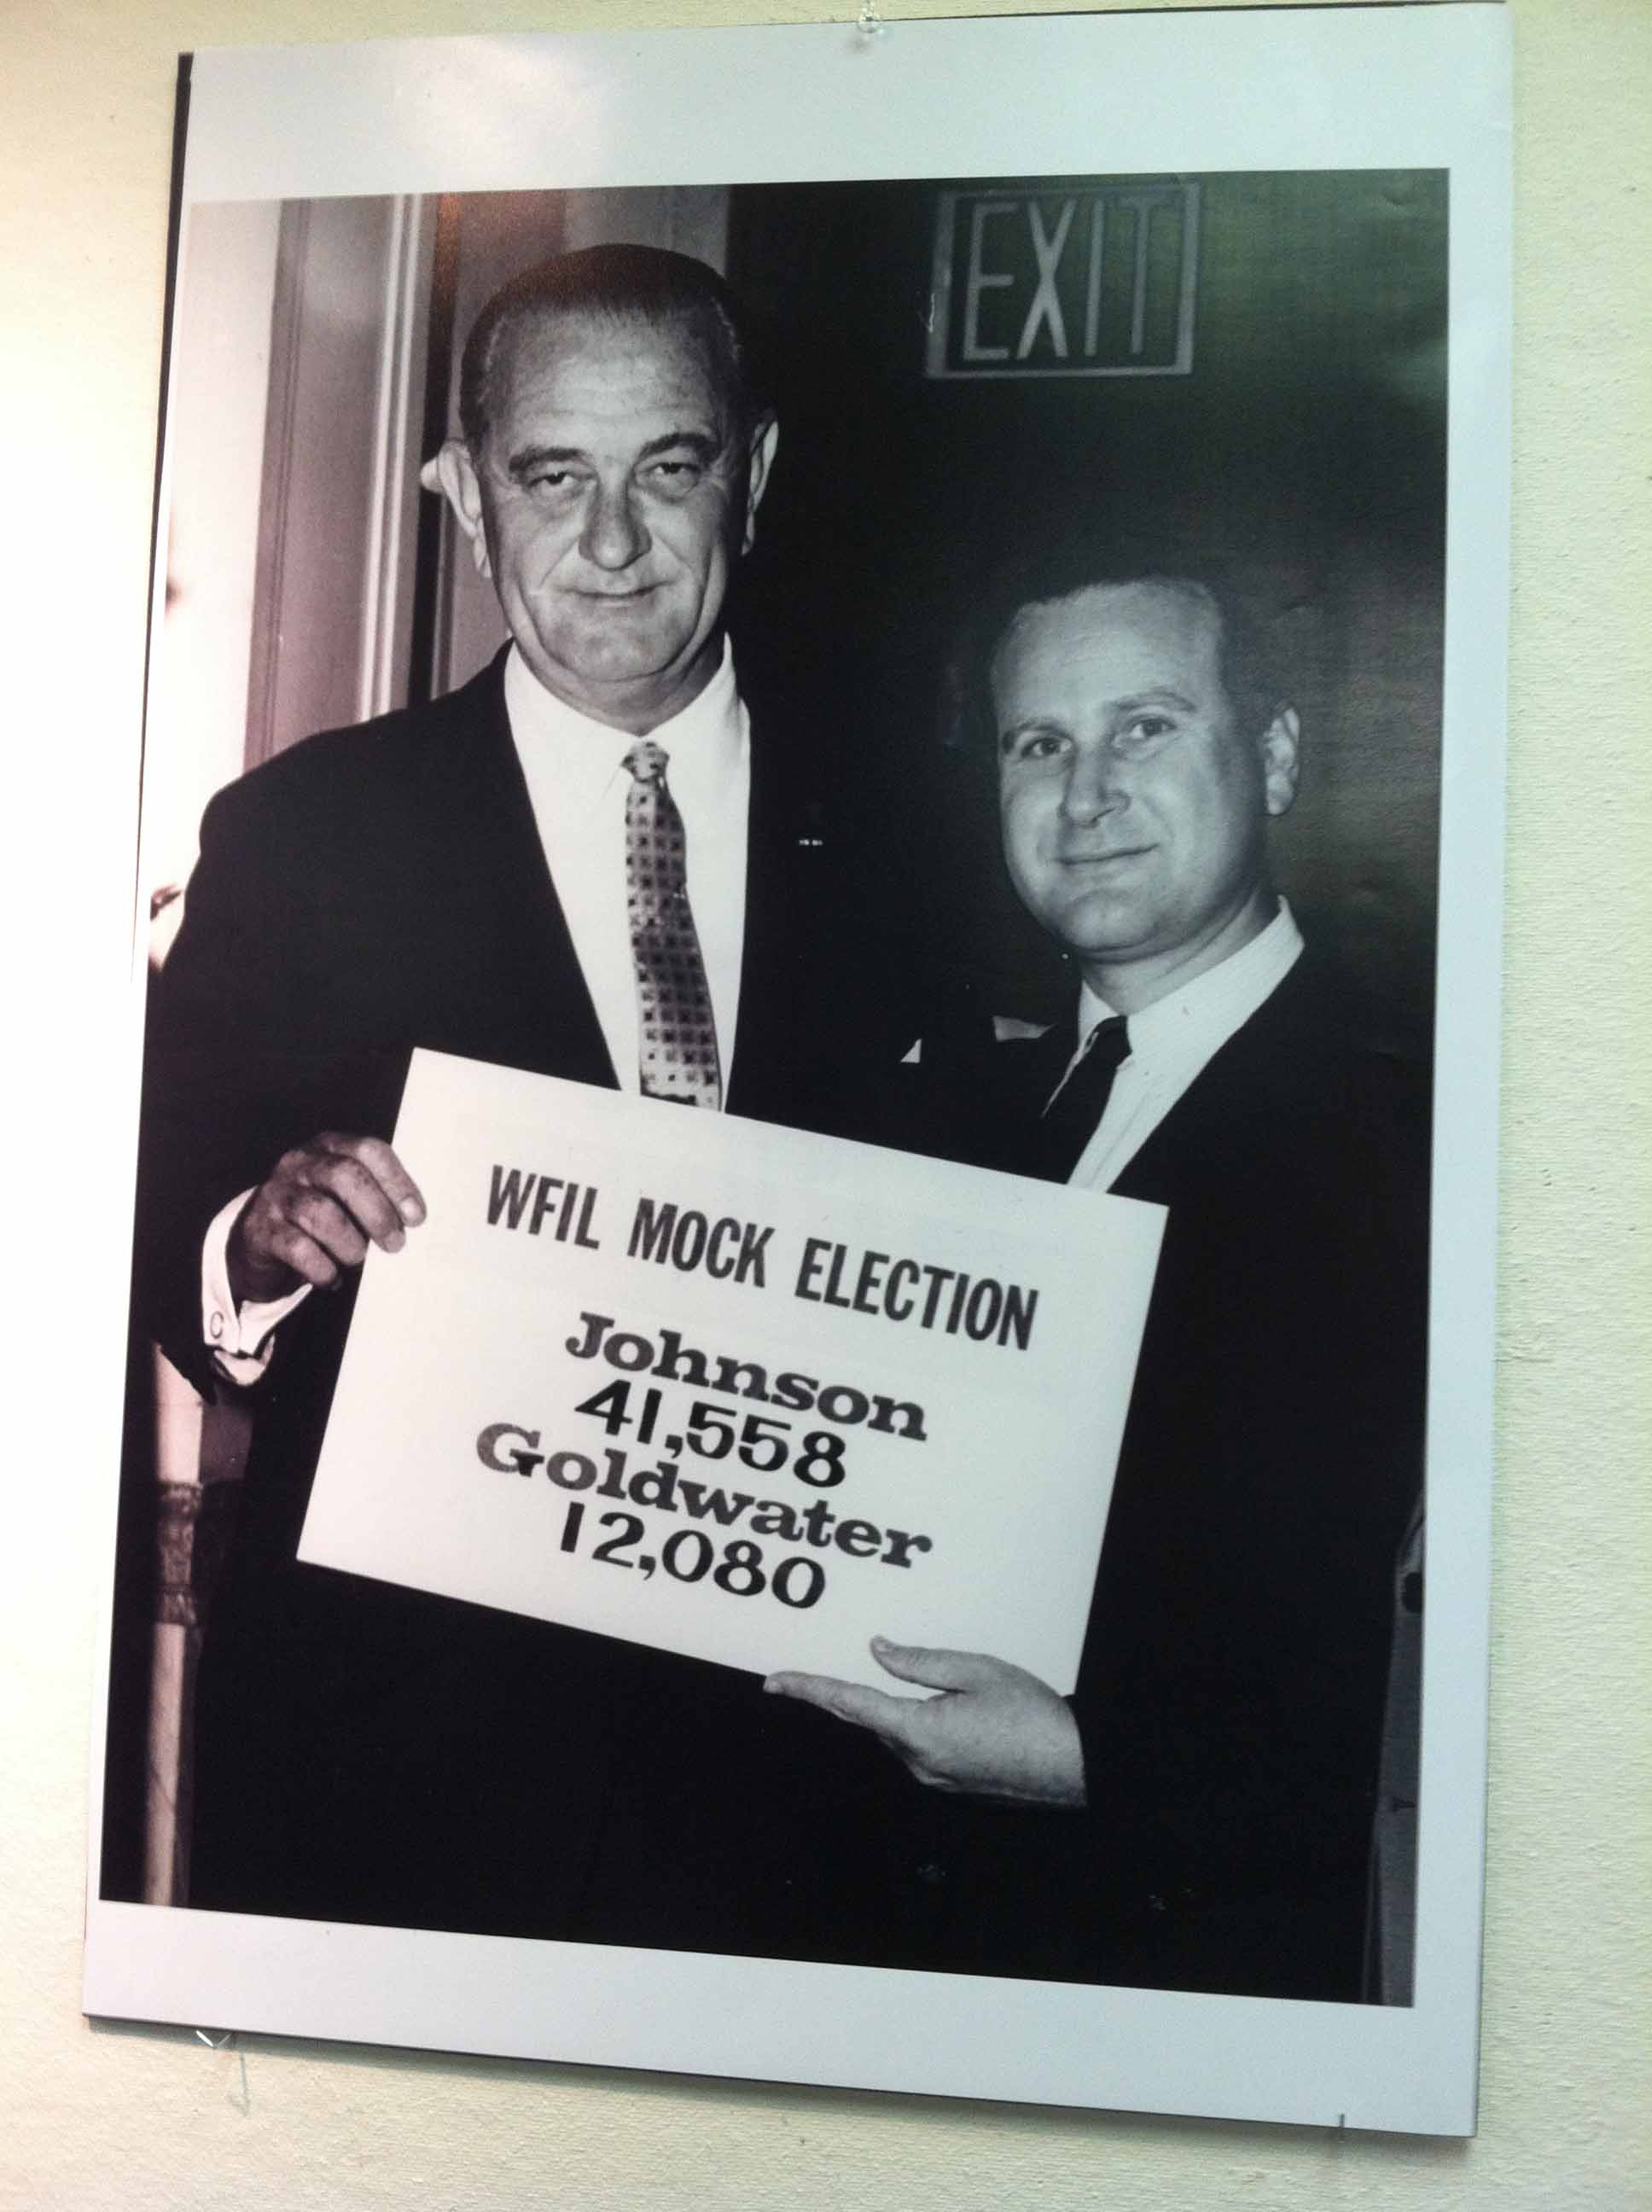 EXIT
WFIL MOCK ELECTION
Johnson
41,558
Goldwater
12,080